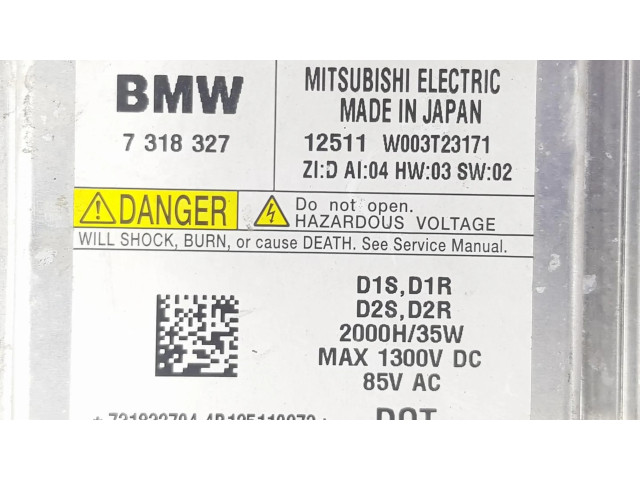 BMW
7 318 327
MITSUBISHI ELECTRIC
MADE IN JAPAN
12511 W003T23171
ZI:D AI:04 HW:03 SW:02
DANGER
Do not open.
HAZARDOUS VOLTAGE
WILL SHOCK, BURN, or cause DEATH. See Service Manual.
D1S,D1R
D2S,D2R
2000H/35W
MAX 1300V DC
85V AC
DOT